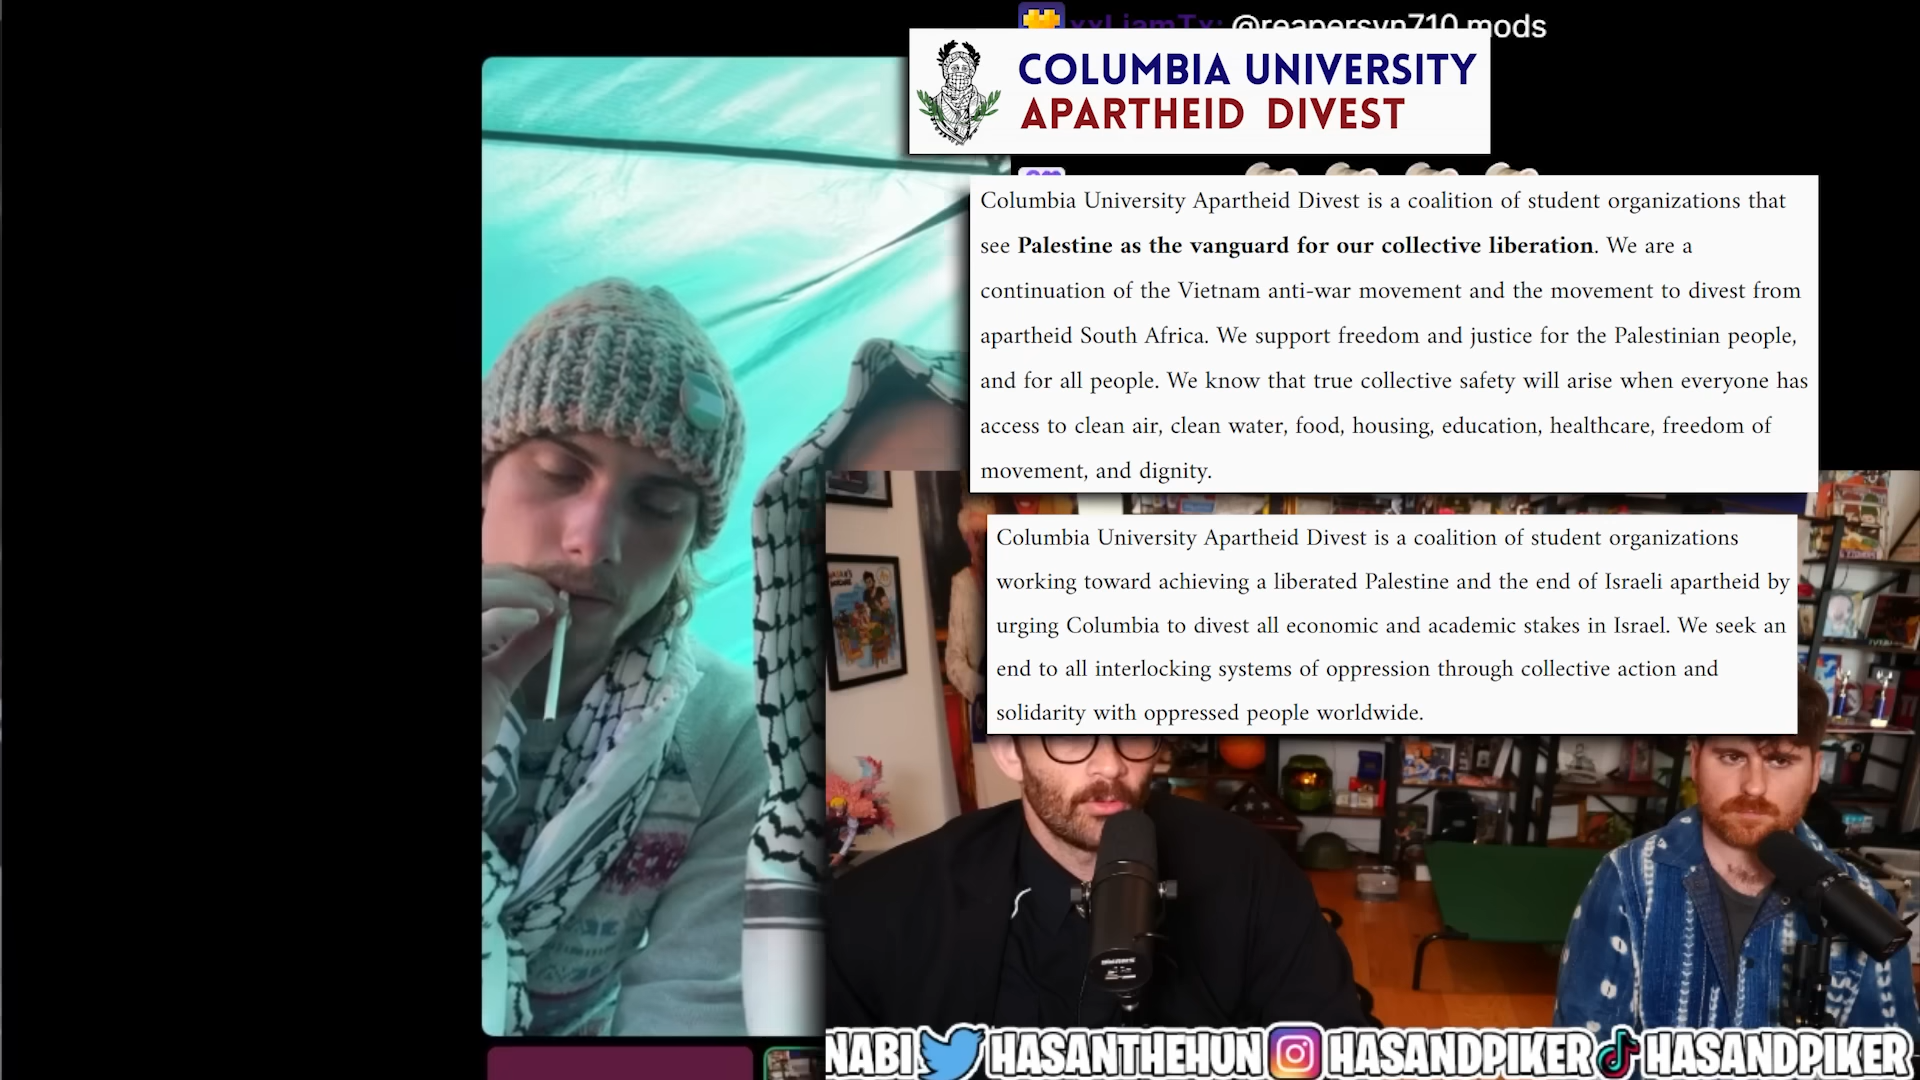 xxLiamTx: @reapersyn710 mods
COLUMBIA UNIVERSITY
APARTHEID DIVEST
Columbia University Apartheid Divest is a coalition of student organizations that
see Palestine as the vanguard for our collective liberation. We are a
continuation of the Vietnam anti-war movement and the movement to divest from
apartheid South Africa. We support freedom and justice for the Palestinian people,
and for all people. We know that true collective safety will arise when everyone has
access to clean air, clean water, food, housing, education, healthcare, freedom of
movement, and dignity.
Columbia University Apartheid Divest is a coalition of student organizations
working toward achieving a liberated Palestine and the end of Israeli apartheid by
urging Columbia to divest all economic and academic stakes in Israel. We seek an
end to all interlocking systems of oppression through collective action and
solidarity with oppressed people worldwide.
NABI HASANTHEHUN HASANDPIKER HASANDPIKER